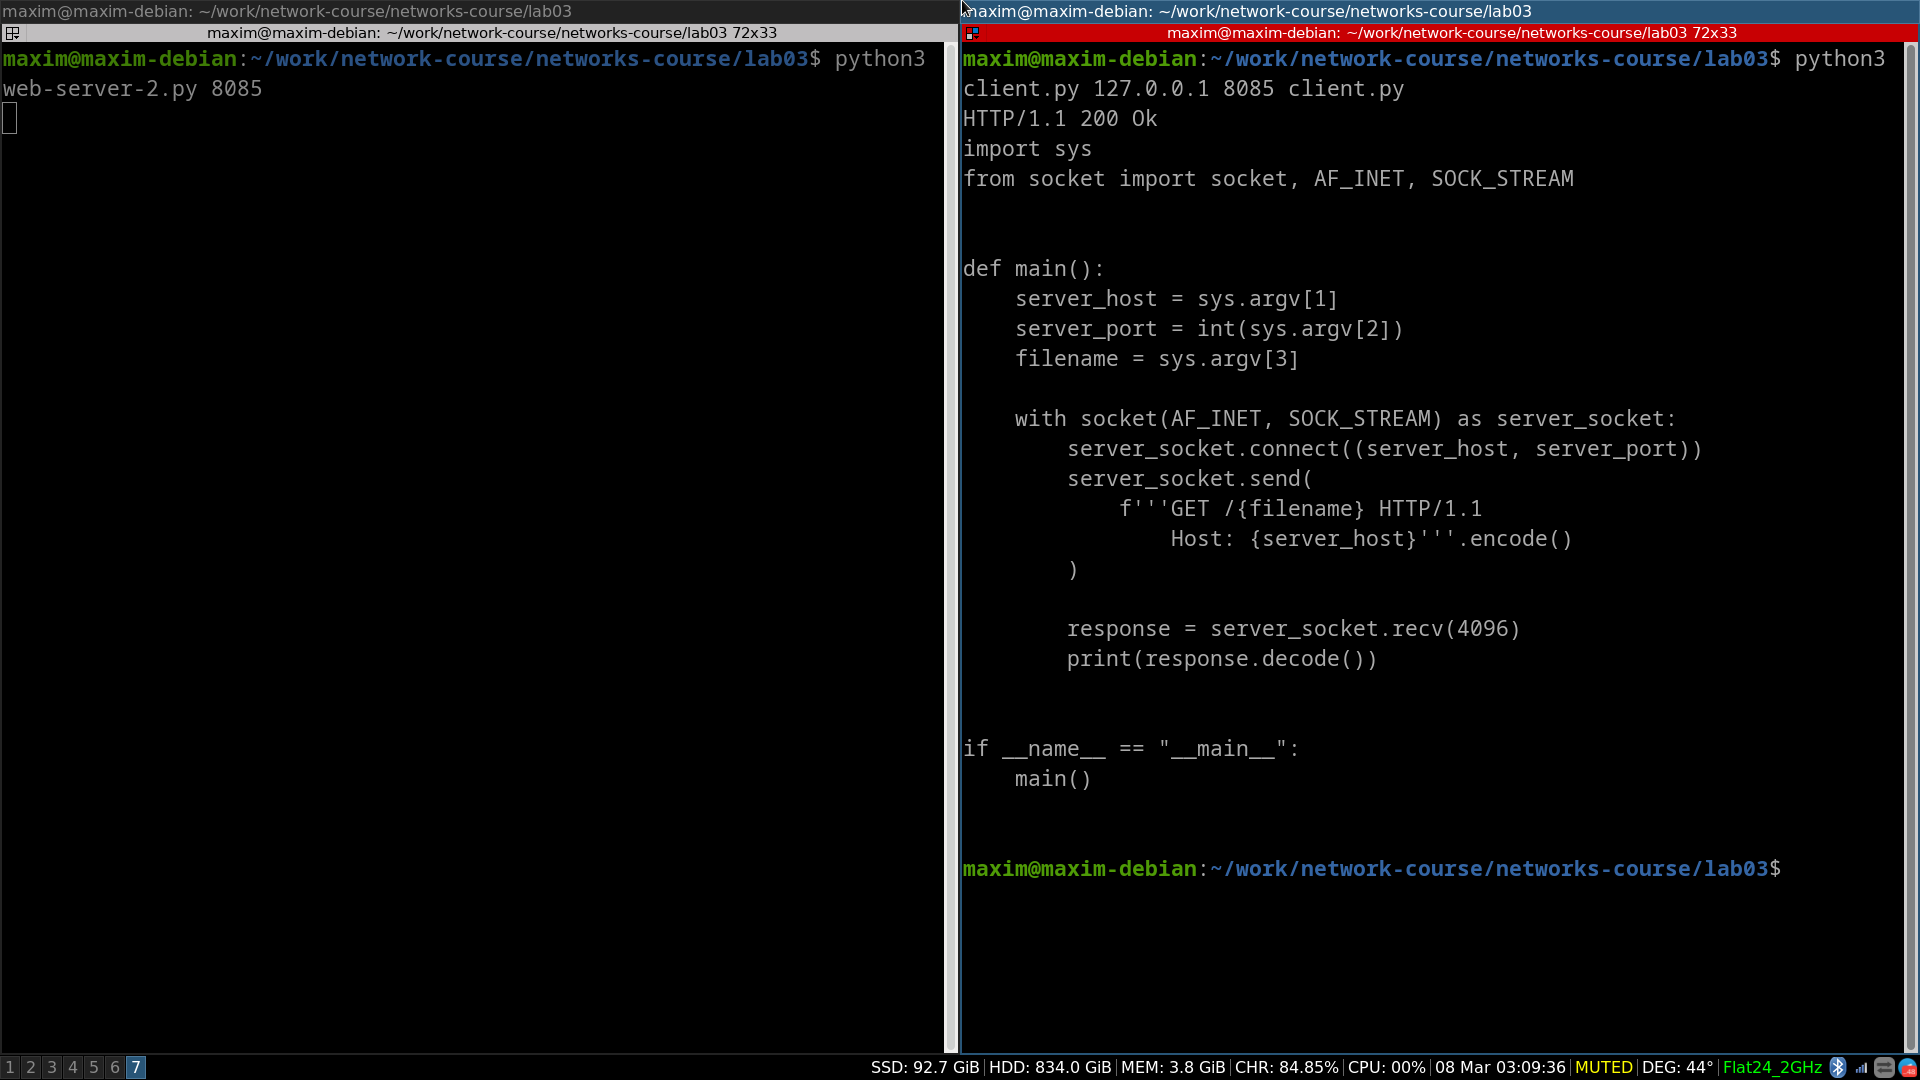 maxim@maxim-debian: ~/work/network-course/networks-course/lab03
maxim@maxim-debian: ~/work/network-course/networks-course/lab03 72x33
maxim@maxim-debian:~/work/network-course/networks-course/lab03$ python3
web-server-2.py 8085
maxim@maxim-debian: ~/work/network-course/networks-course/lab03
maxim@maxim-debian: ~/work/network-course/networks-course/lab03 72x33
maxim@maxim-debian:~/work/network-course/networks-course/lab03$ python3
client.py 127.0.0.1 8085 client.py
HTTP/1.1 200 Ok
import sys
from socket import socket, AF_INET, SOCK_STREAM
def main():
    server_host = sys.argv[1]
    server_port = int(sys.argv[2])
    filename = sys.argv[3]
    with socket(AF_INET, SOCK_STREAM) as server_socket:
        server_socket.connect((server_host, server_port))
        server_socket.send(
            f'''GET /{filename} HTTP/1.1
                Host: {server_host}'''.encode()
        )
        response = server_socket.recv(4096)
        print(response.decode())
if __name__ == "__main__":
    main()
maxim@maxim-debian:~/work/network-course/networks-course/lab03$
1 2 3 4 5 6 7
SSD: 92.7 GiB HDD: 834.0 GiB MEM: 3.8 GiB CHR: 84.85% CPU: 00% 08 Mar 03:09:36 MUTED DEG: 44° Flat24_2GHz